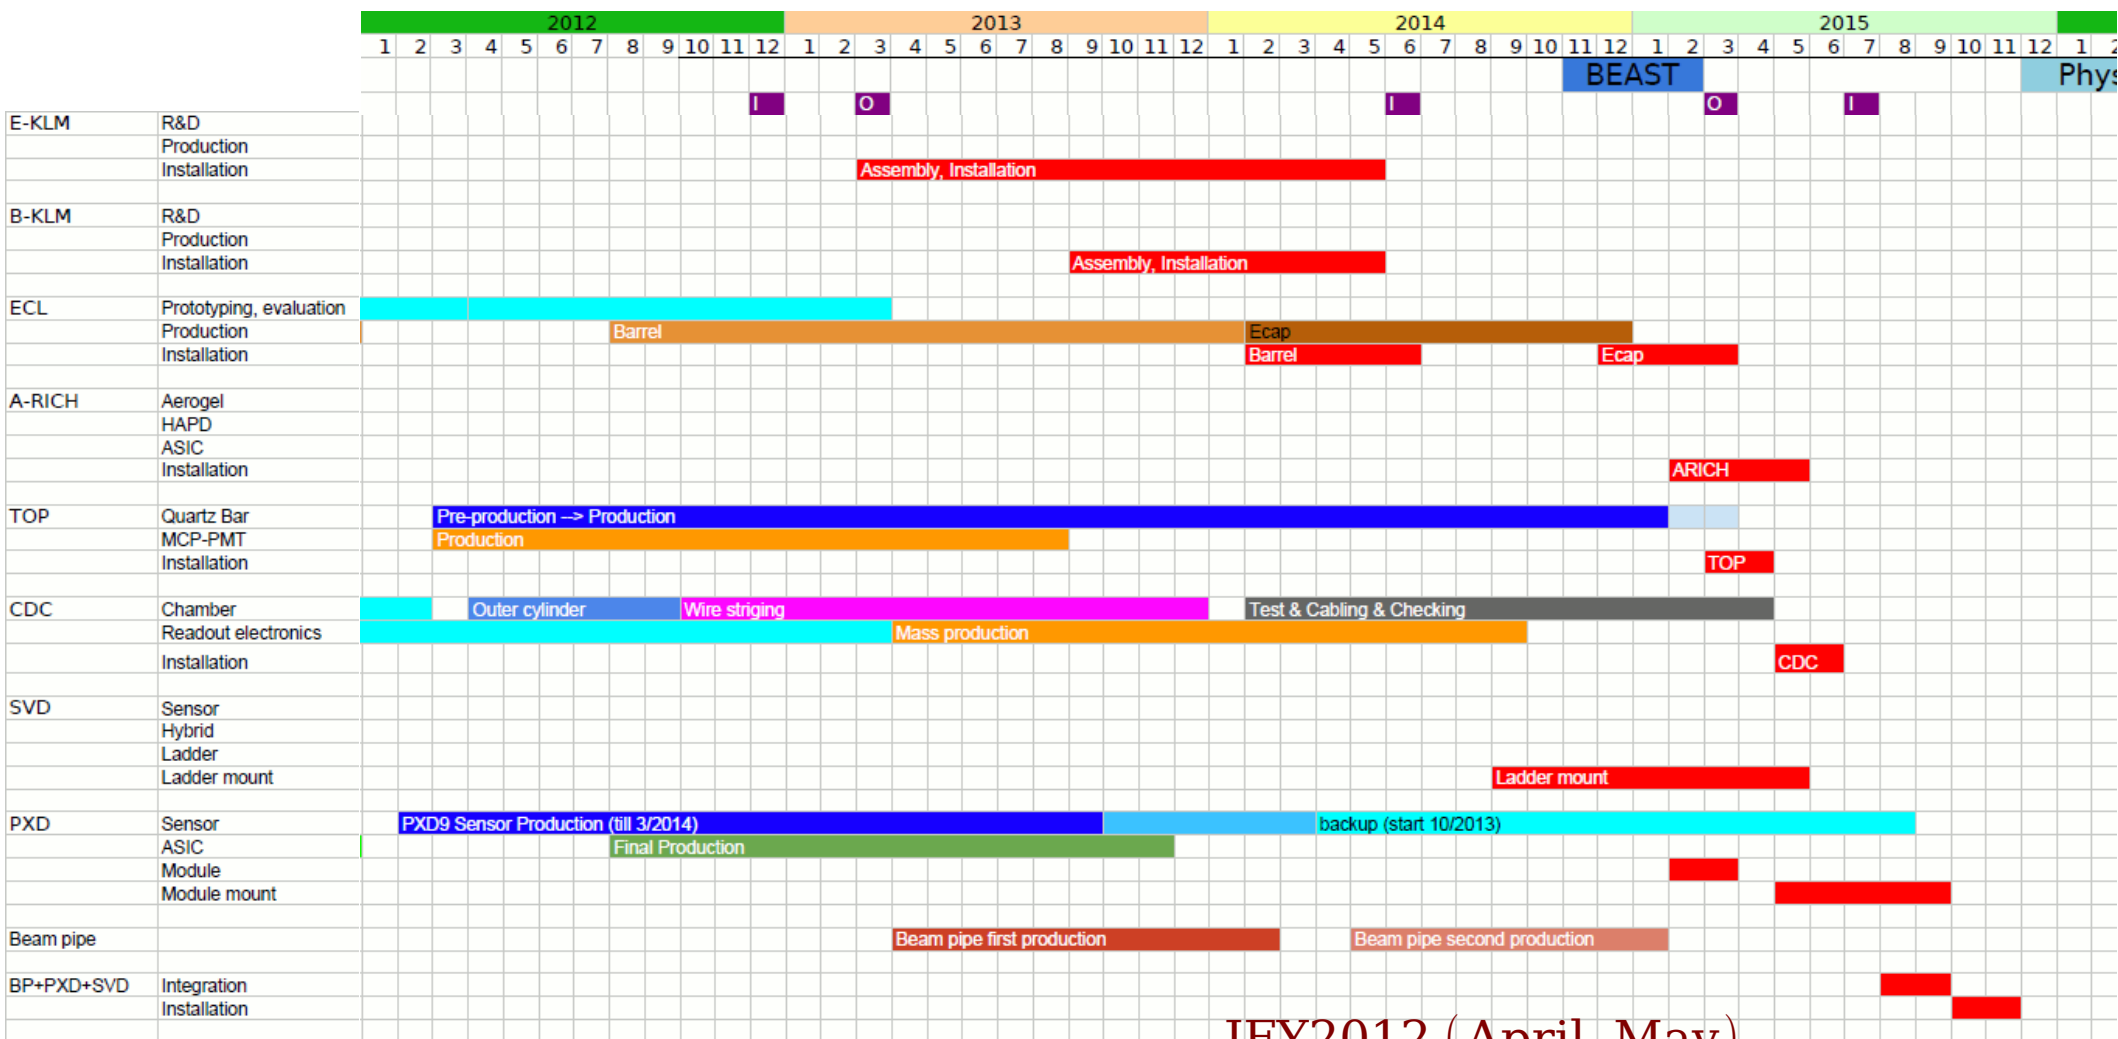 2012 2013 2014 2015
1 2 3 4 5 6 7 8 9 10 11 12 1 2 3 4 5 6 7 8 9 10 11 12 1 2 3 4 5 6 7 8 9 10 11 12 1 2 3 4 5 6 7 8 9 10 11 12 1 2
BEAST Phys
I O I O I
E-KLM R&D
Production
Installation Assembly, Installation
B-KLM R&D
Production
Installation Assembly, Installation
ECL Prototyping, evaluation
Production Barrel Ecap
Installation Barrel Ecap
A-RICH Aerogel
HAPD
ASIC
Installation ARICH
TOP Quartz Bar Pre-production --> Production
MCP-PMT Production
Installation TOP
CDC Chamber Outer cylinder Wire striging Test & Cabling & Checking
Readout electronics Mass production
Installation CDC
SVD Sensor
Hybrid
Ladder
Ladder mount Ladder mount
PXD Sensor PXD9 Sensor Production (till 3/2014) backup (start 10/2013)
ASIC Final Production
Module
Module mount
Beam pipe Beam pipe first production Beam pipe second production
BP+PXD+SVD Integration
Installation
JFY2012 (April, May)